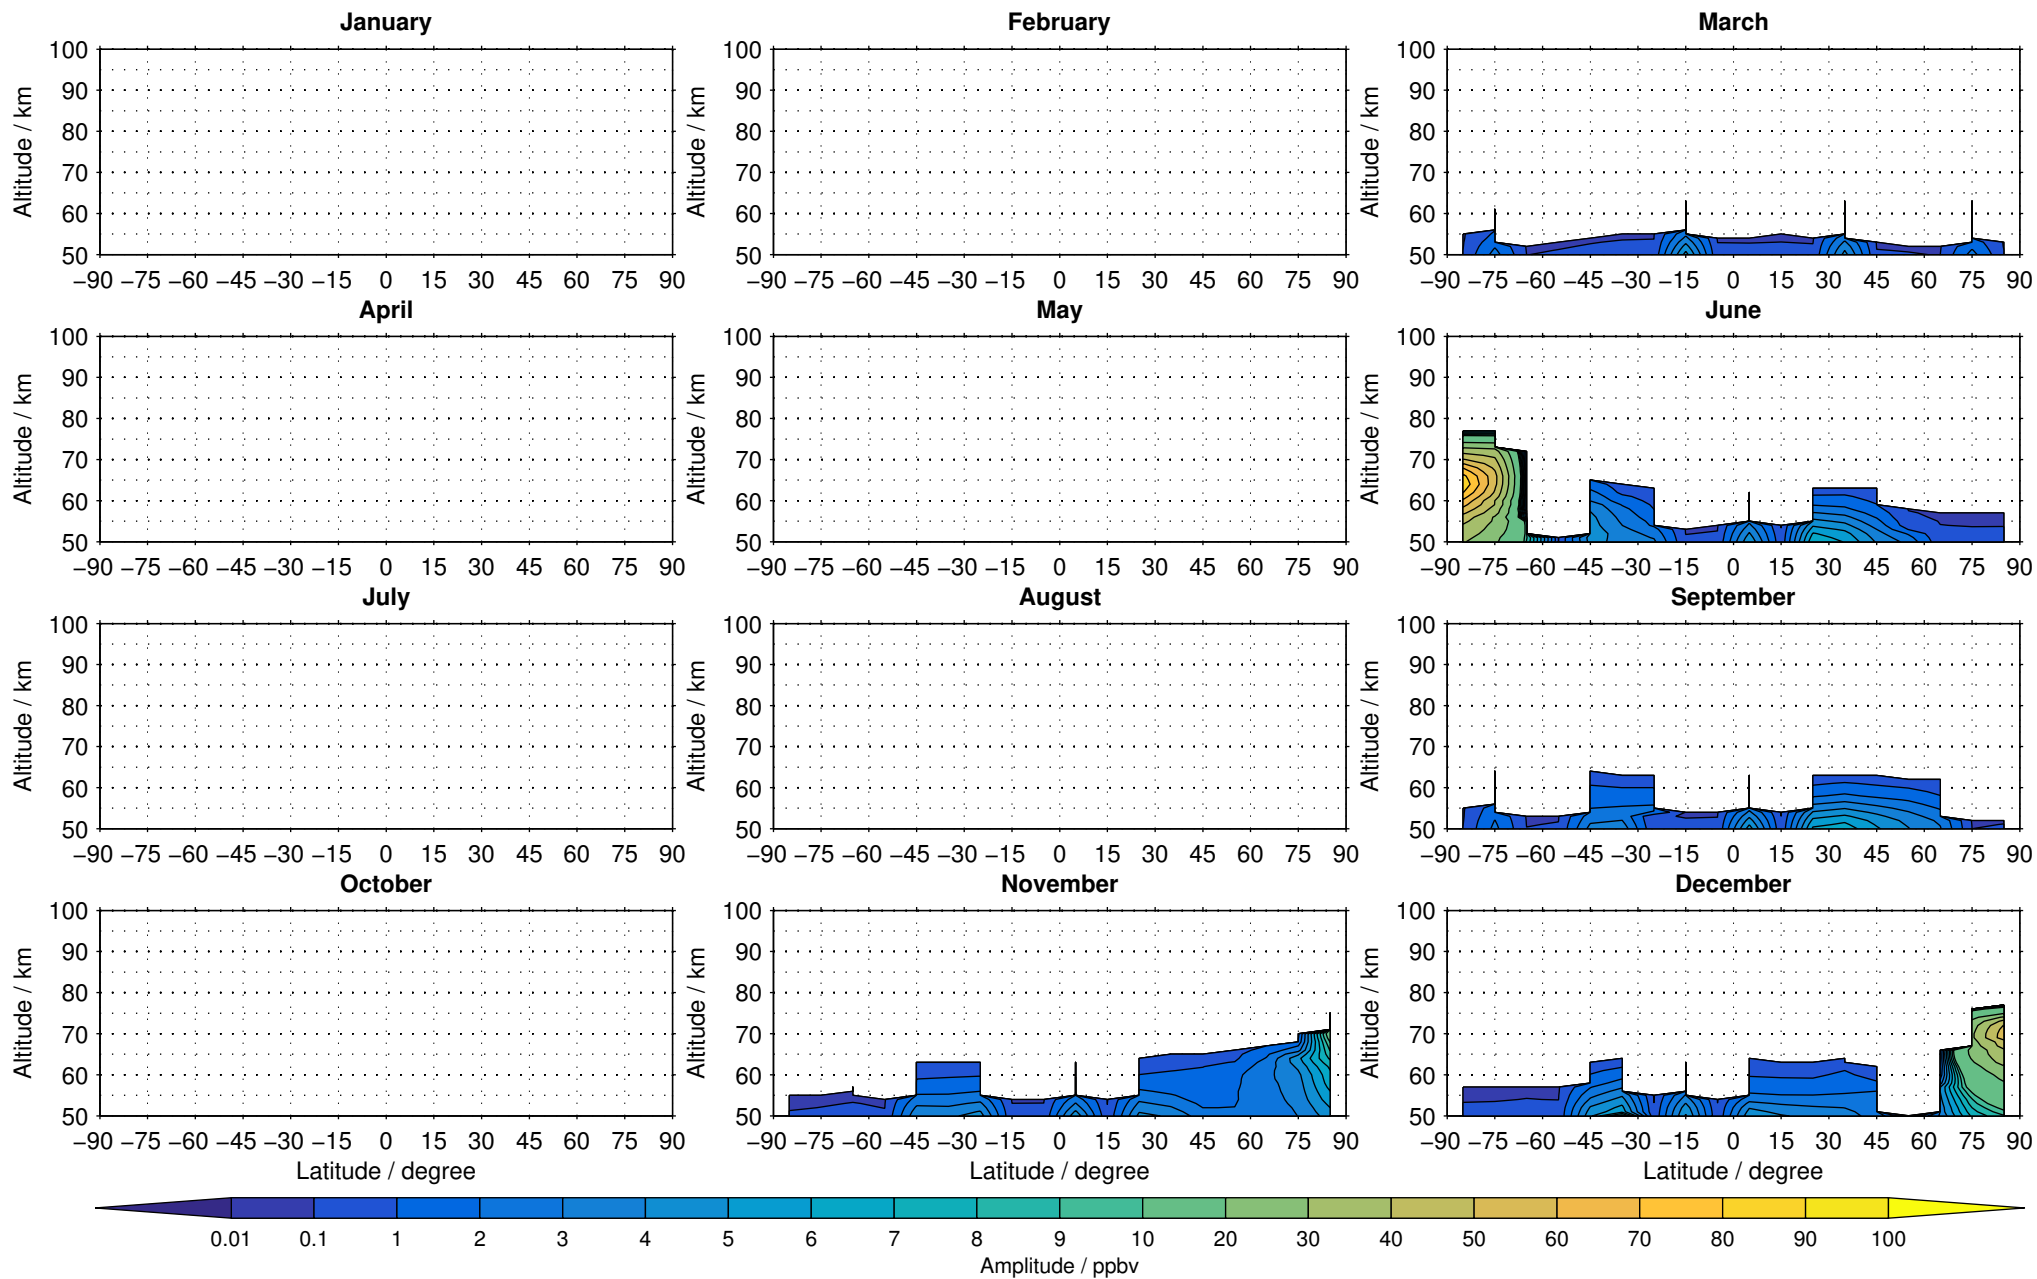 January February March
100 100 100
90 90 90
80 80 80
70 70 70
60 60 60
50 50 50
Altitude / km Altitude / km Altitude / km
−90 −75 −60 −45 −30 −15 0 15 30 45 60 75 90 −90 −75 −60 −45 −30 −15 0 15 30 45 60 75 90 −90 −75 −60 −45 −30 −15 0 15 30 45 60 75 90
April May June
100 100 100
90 90 90
80 80 80
70 70 70
60 60 60
50 50 50
Altitude / km Altitude / km Altitude / km
−90 −75 −60 −45 −30 −15 0 15 30 45 60 75 90 −90 −75 −60 −45 −30 −15 0 15 30 45 60 75 90 −90 −75 −60 −45 −30 −15 0 15 30 45 60 75 90
July August September
100 100 100
90 90 90
80 80 80
70 70 70
60 60 60
50 50 50
Altitude / km Altitude / km Altitude / km
−90 −75 −60 −45 −30 −15 0 15 30 45 60 75 90 −90 −75 −60 −45 −30 −15 0 15 30 45 60 75 90 −90 −75 −60 −45 −30 −15 0 15 30 45 60 75 90
October November December
100 100 100
90 90 90
80 80 80
70 70 70
60 60 60
50 50 50
Altitude / km Altitude / km Altitude / km
−90 −75 −60 −45 −30 −15 0 15 30 45 60 75 90 −90 −75 −60 −45 −30 −15 0 15 30 45 60 75 90 −90 −75 −60 −45 −30 −15 0 15 30 45 60 75 90
Latitude / degree Latitude / degree Latitude / degree
0.01 0.1 1 2 3 4 5 6 7 8 9 10 20 30 40 50 60 70 80 90 100
Amplitude / ppbv